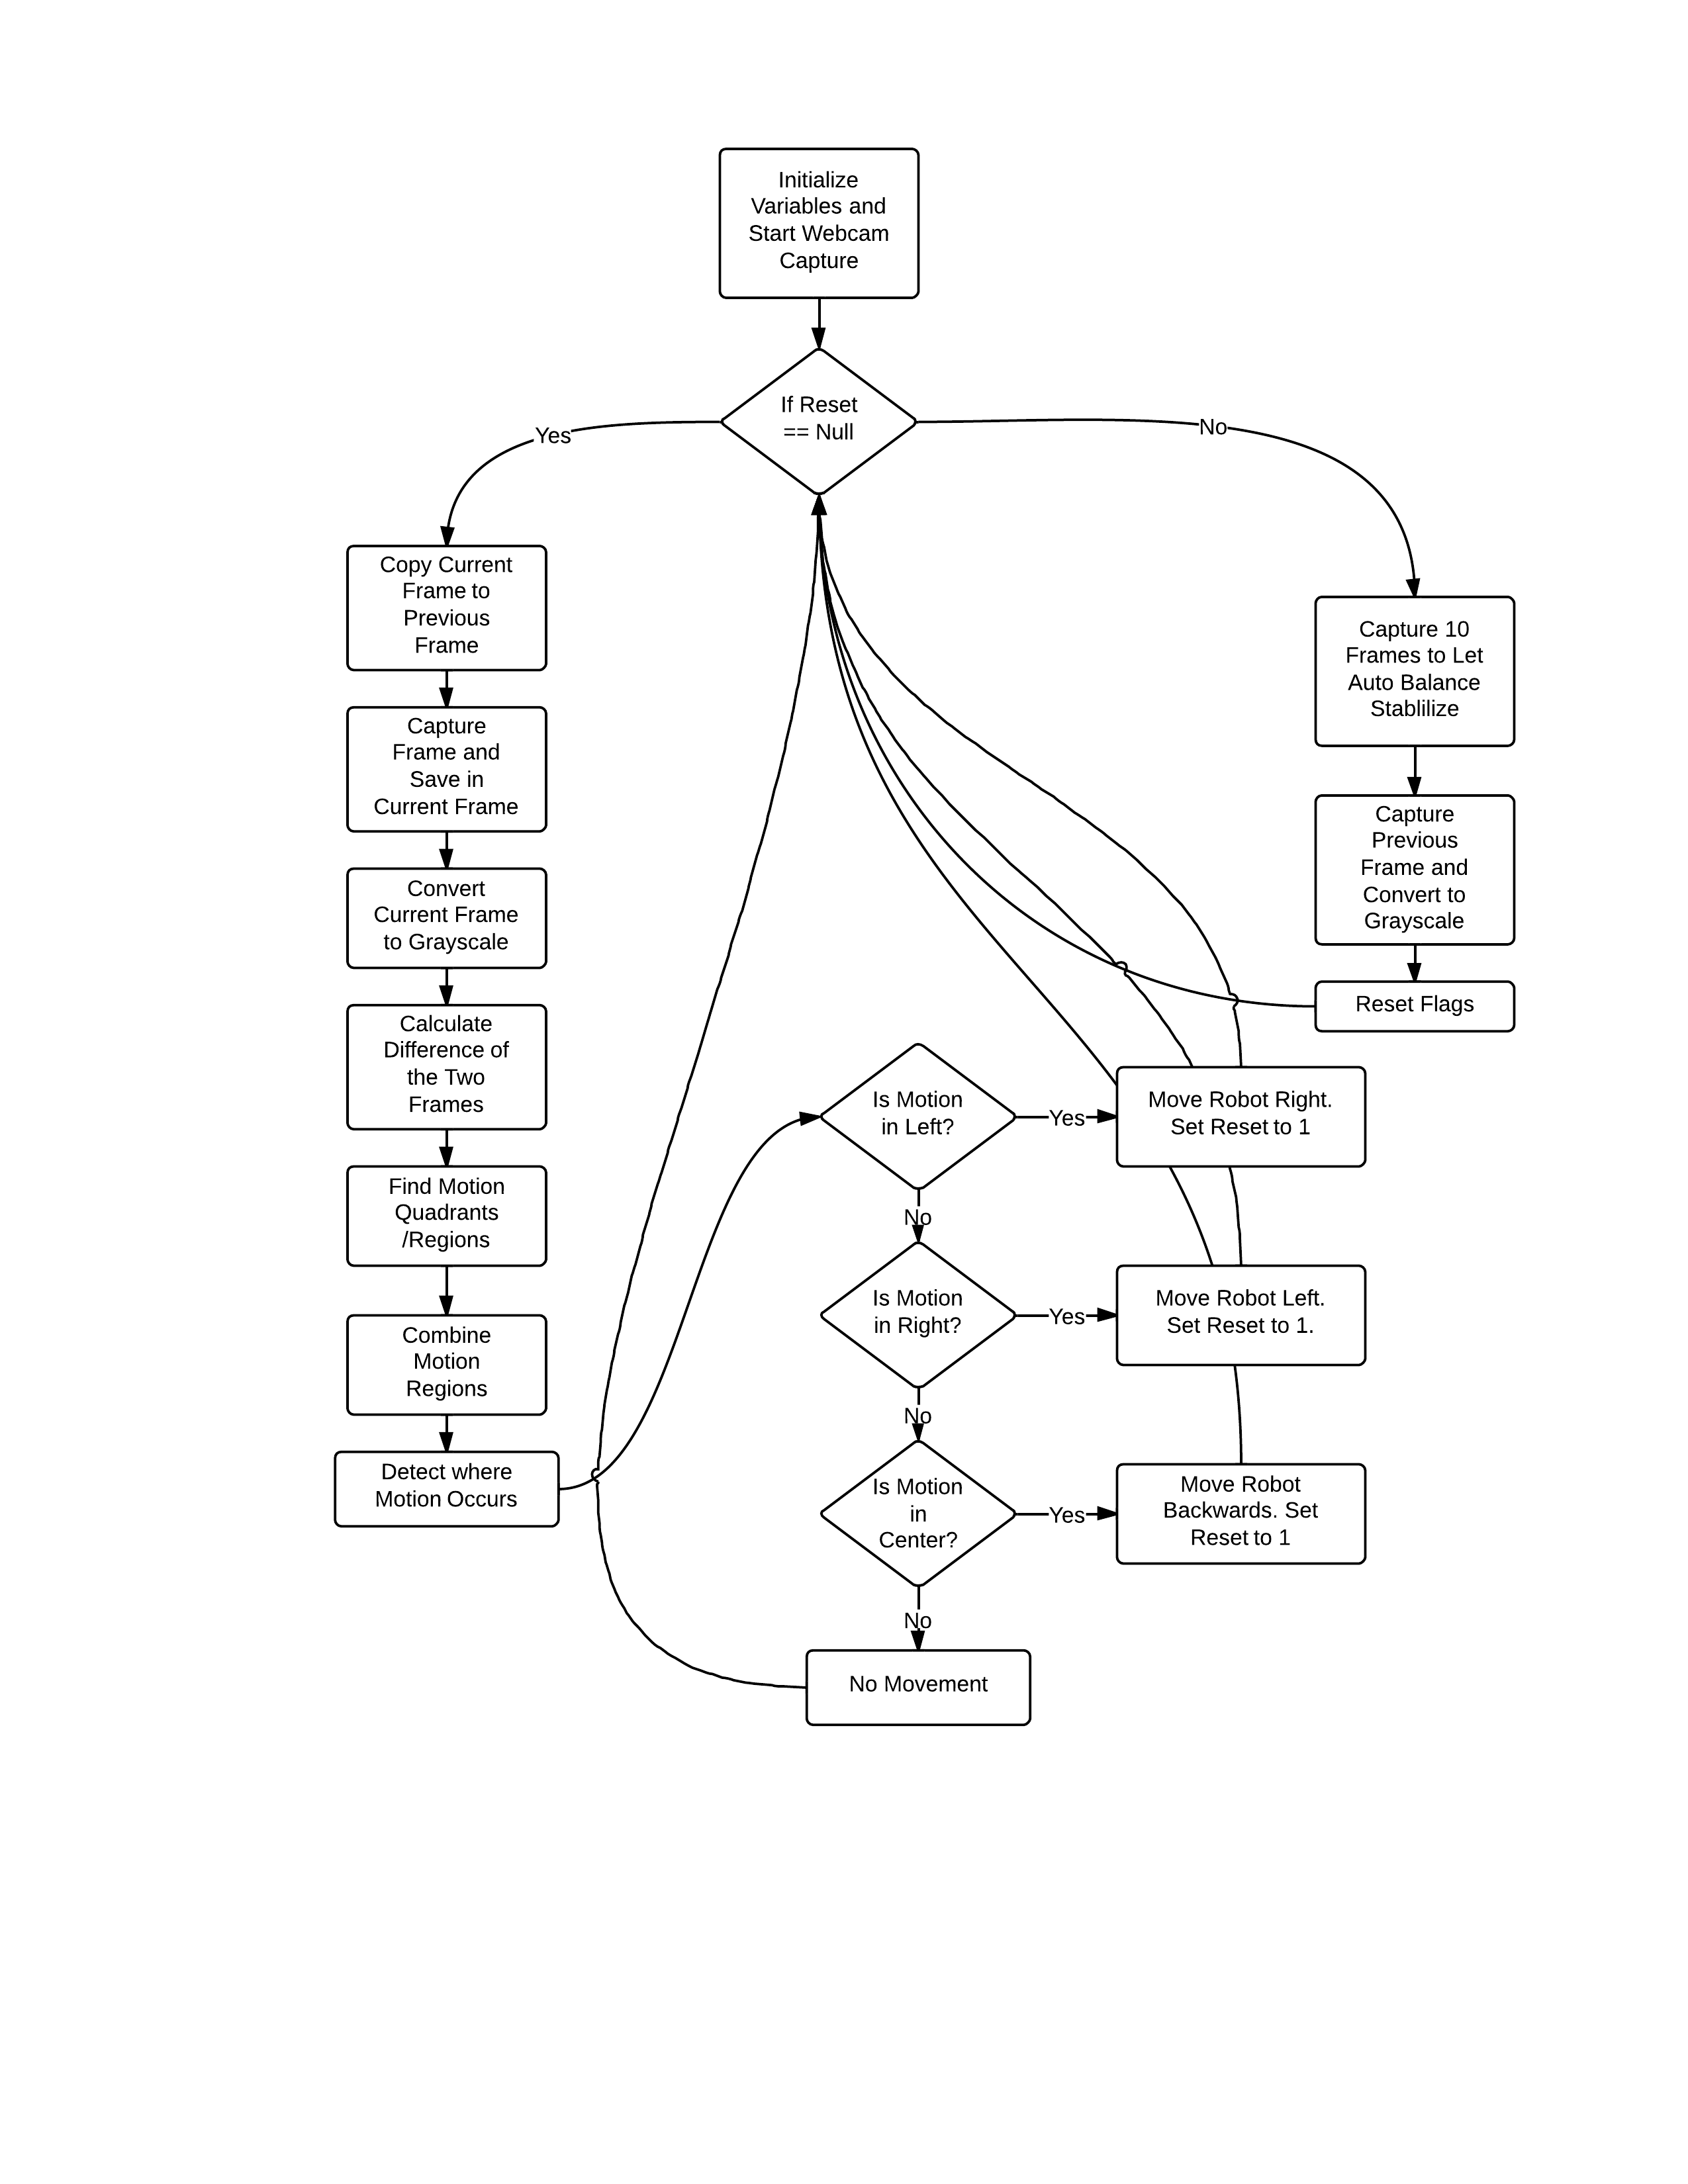 Initialize
Variables and
Start Webcam
Capture
If Reset
== Null
Yes
No
Copy Current
Frame to
Previous
Frame
Capture
Frame and
Save in
Current Frame
Convert
Current Frame
to Grayscale
Calculate
Difference of
the Two
Frames
Find Motion
Quadrants
/Regions
Combine
Motion
Regions
Detect where
Motion Occurs
Capture 10
Frames to Let
Auto Balance
Stablilize
Capture
Previous
Frame and
Convert to
Grayscale
Reset Flags
Is Motion
in Left?
Yes
Move Robot Right.
Set Reset to 1
No
Is Motion
in Right?
Yes
Move Robot Left.
Set Reset to 1.
No
Is Motion
in
Center?
Yes
Move Robot
Backwards. Set
Reset to 1
No
No Movement